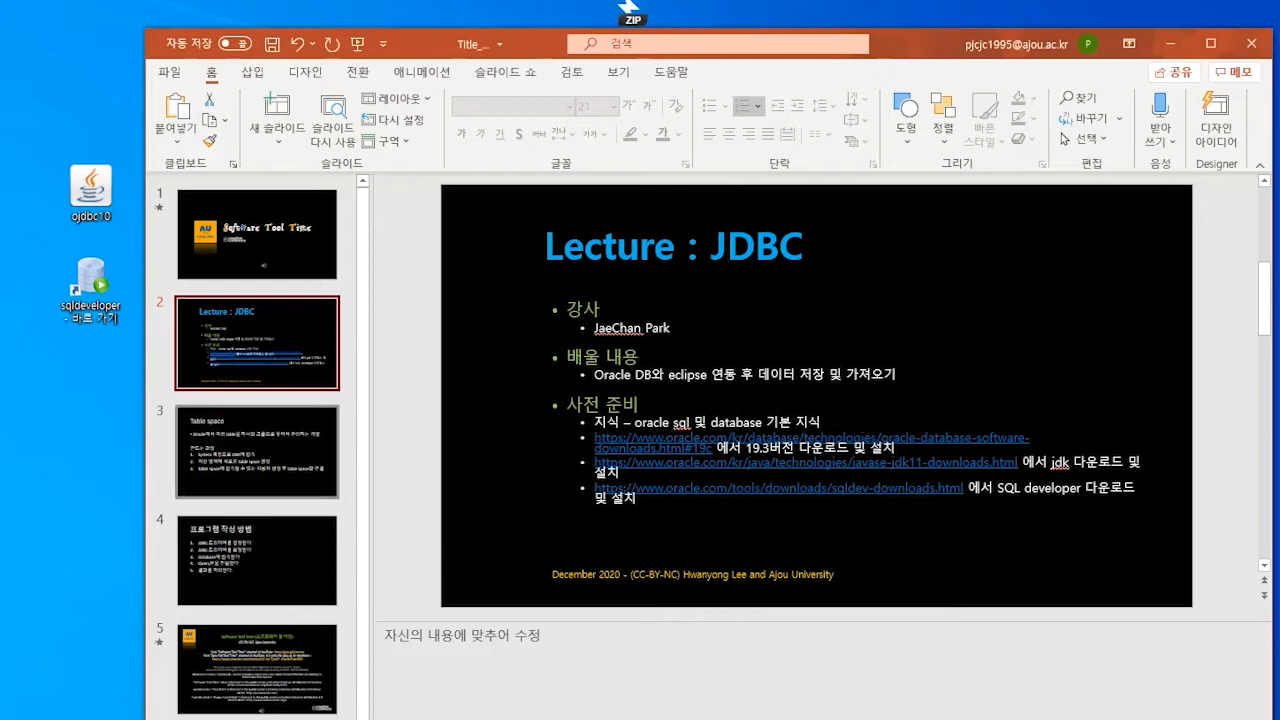 ZIP
자동 저장 끔 Title_... 검색 pjcjc1995@ajou.ac.kr P
파일 홈 삽입 디자인 전환 애니메이션 슬라이드 쇼 검토 보기 도움말 공유 메모
붙여넣기 새 슬라이드 슬라이드 다시 사용 레이아웃 다시 설정 구역 21 도형 정렬 빠른 스타일 찾기 바꾸기 선택 받아쓰기 디자인 아이디어
클립보드 슬라이드 글꼴 단락 그리기 편집 음성 Designer
ojdbc10
sqldeveloper
- 바로 가기
1
AU Software Tool Time
2
Lecture : JDBC
3
Table space
4
프로그램 작성 방법
5
Lecture : JDBC
• 강사
• JaeChan Park
• 배울 내용
• Oracle DB와 eclipse 연동 후 데이터 저장 및 가져오기
• 사전 준비
• 지식 – oracle sql 및 database 기본 지식
• https://www.oracle.com/kr/database/technologies/oracle-database-software-
downloads.html#19c 에서 19.3버전 다운로드 및 설치
• https://www.oracle.com/kr/java/technologies/javase-jdk11-downloads.html 에서 jdk 다운로드 및
설치
• https://www.oracle.com/tools/downloads/sqldev-downloads.html 에서 SQL developer 다운로드
및 설치
December 2020 - (CC-BY-NC) Hwanyong Lee and Ajou University
자신의 내용에 맞추어 수정